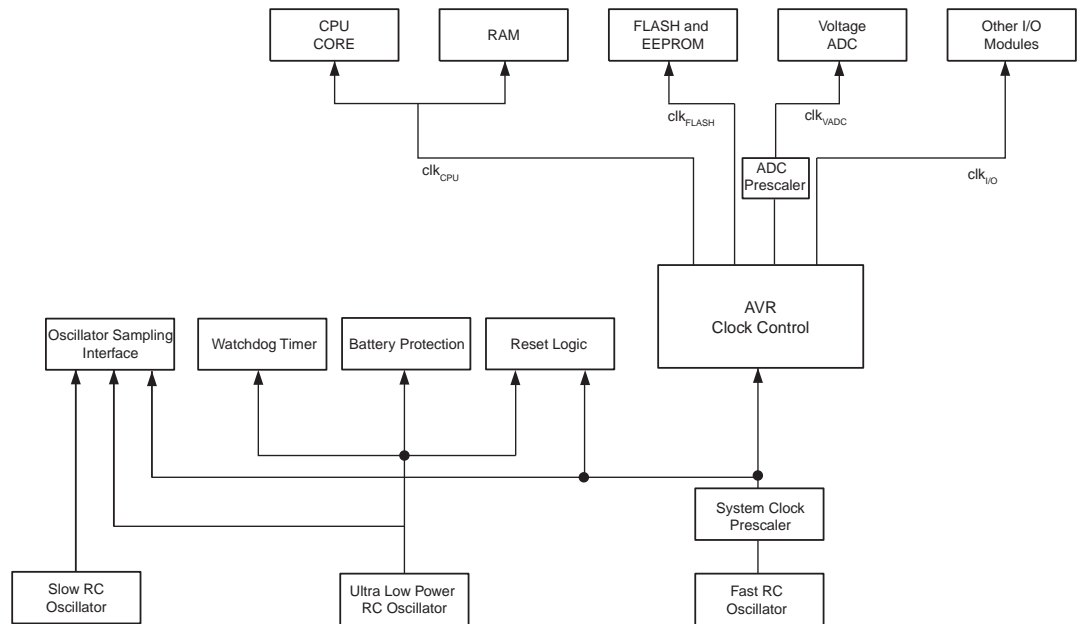 CPU
CORE
RAM
FLASH and
EEPROM
Voltage
ADC
Other I/O
Modules
clkFLASH
clkVADC
clkCPU
ADC
Prescaler
clkI/O
AVR
Clock Control
Oscillator Sampling
Interface
Watchdog Timer
Battery Protection
Reset Logic
System Clock
Prescaler
Slow RC
Oscillator
Ultra Low Power
RC Oscillator
Fast RC
Oscillator